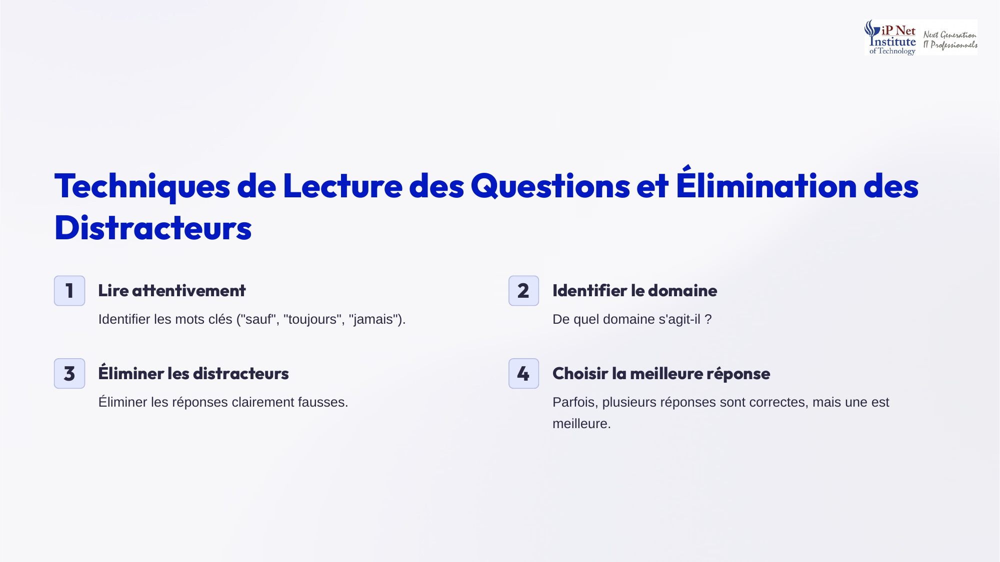 iP Net
Institute
of Technology
Next Generation
IT Professionnels
Techniques de Lecture des Questions et Élimination des
Distracteurs
1
Lire attentivement
Identifier les mots clés ("sauf", "toujours", "jamais").
2
Identifier le domaine
De quel domaine s'agit-il ?
3
Éliminer les distracteurs
Éliminer les réponses clairement fausses.
4
Choisir la meilleure réponse
Parfois, plusieurs réponses sont correctes, mais une est
meilleure.